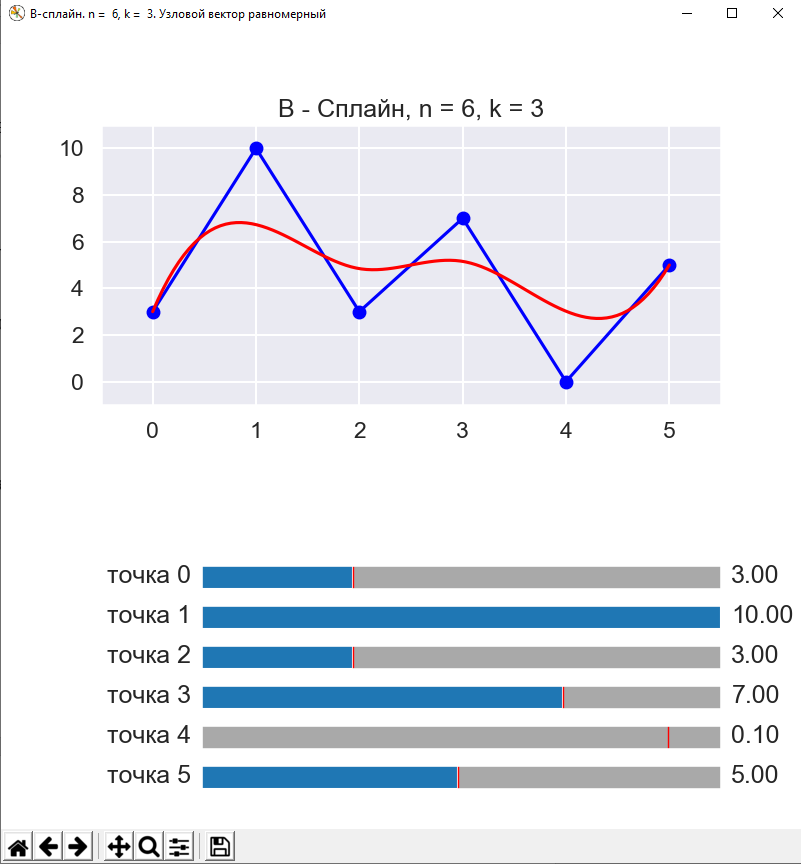 В-сплайн. n = 6, k = 3. Узловой вектор равномерный
В - Сплайн, n = 6, k = 3
10
8
6
4
2
0
0 1 2 3 4 5
точка 0 3.00
точка 1 10.00
точка 2 3.00
точка 3 7.00
точка 4 0.10
точка 5 5.00